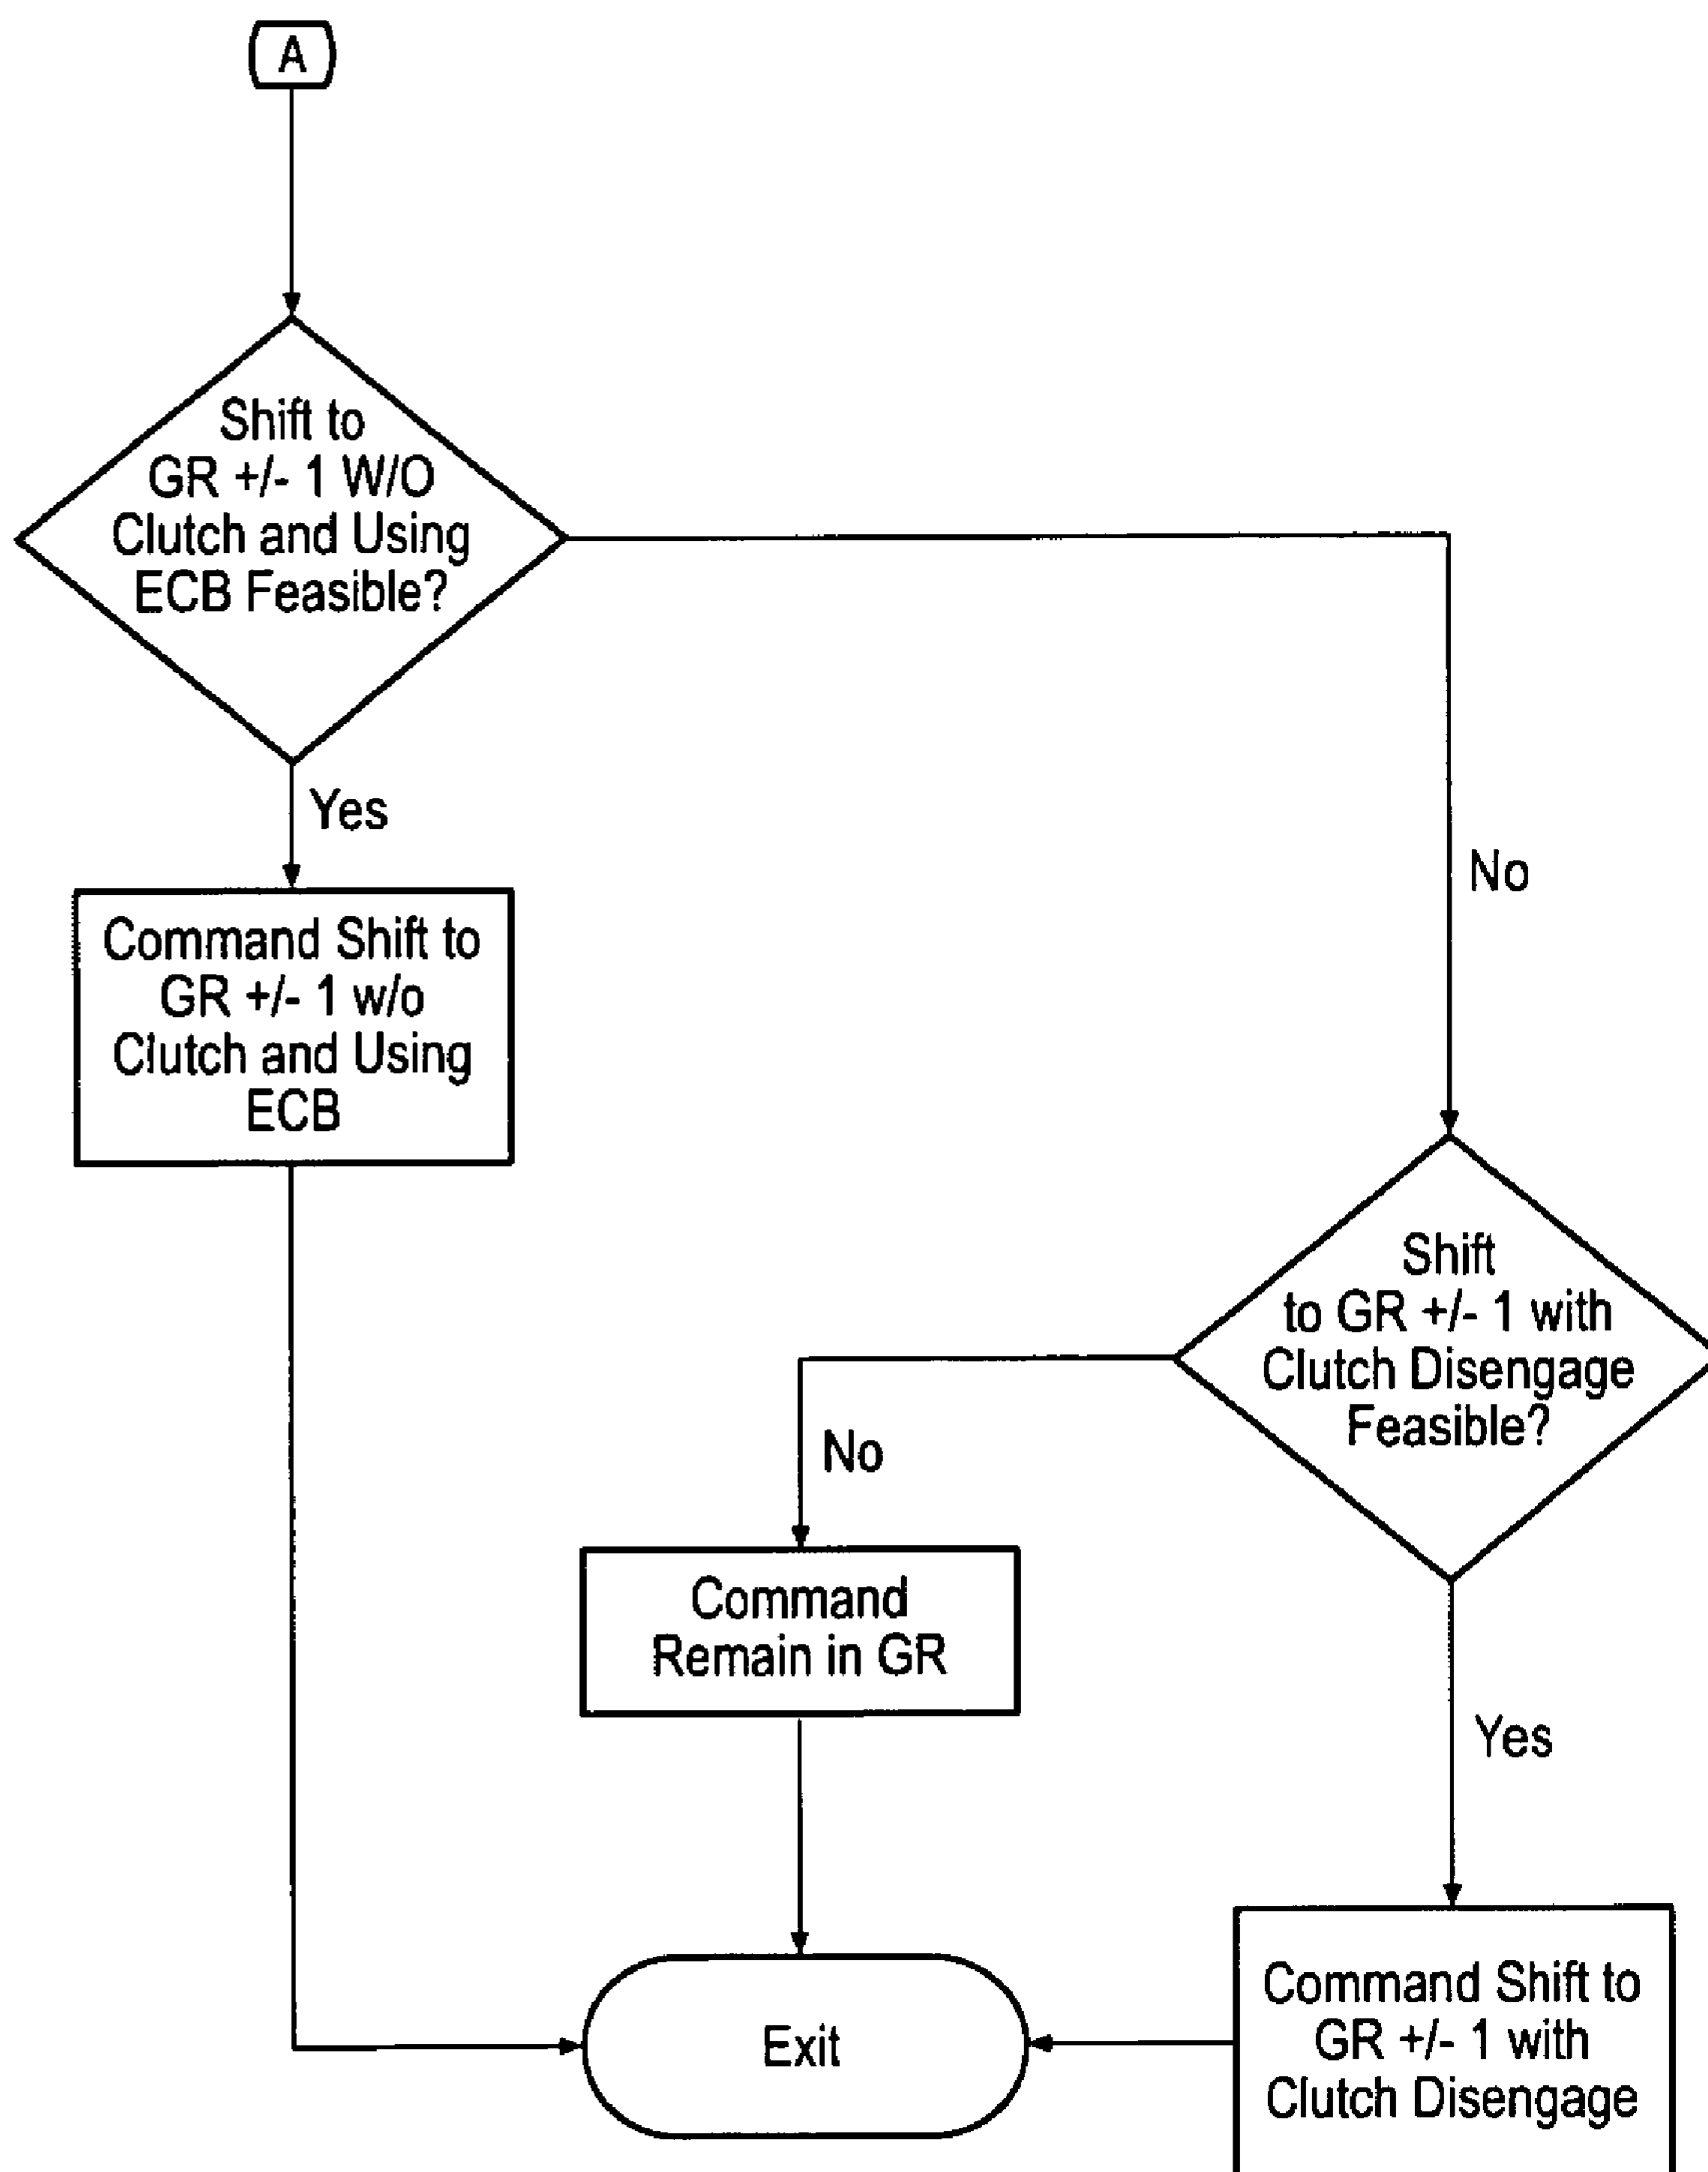 A
Shift to
GR +/- 1 W/O
Clutch and Using
ECB Feasible?
Yes
No
Command Shift to
GR +/- 1 w/o
Clutch and Using
ECB
Shift
to GR +/- 1 with
Clutch Disengage
Feasible?
No
Yes
Command
Remain in GR
Command Shift to
GR +/- 1 with
Clutch Disengage
Exit